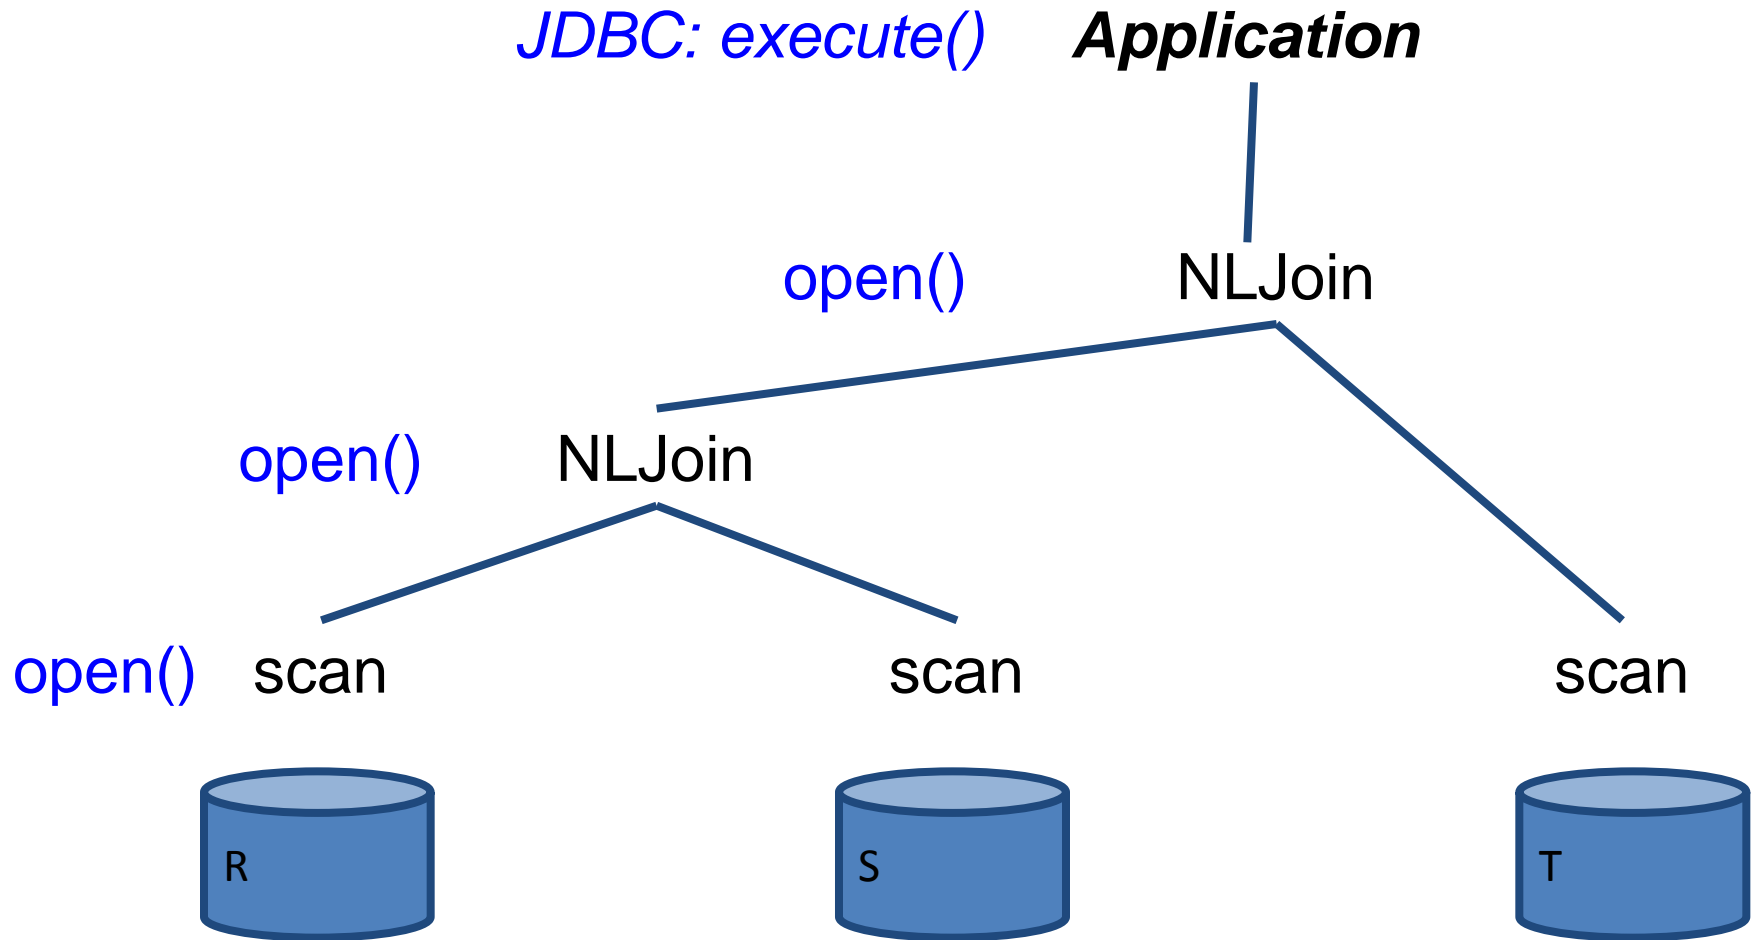 JDBC: execute() Application
open() NLJoin
open() NLJoin
open() scan scan scan
R S T